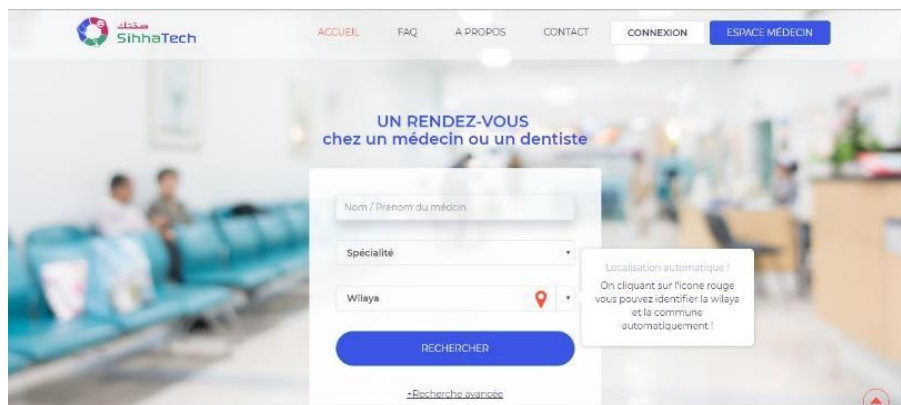 صحتك
SihhaTech
ACCUEIL
FAQ
A PROPOS
CONTACT
CONNEXION
ESPACE MÉDECIN
UN RENDEZ-VOUS
chez un médecin ou un dentiste
Nom / Prénom du médcin
Spécialité
Wilaya
Localisation automatique !
On cliquant sur l'icone rouge
vous pouvez identifier la wilaya
et la commune
automatiquement !
RECHERCHER
+Recherche avancée